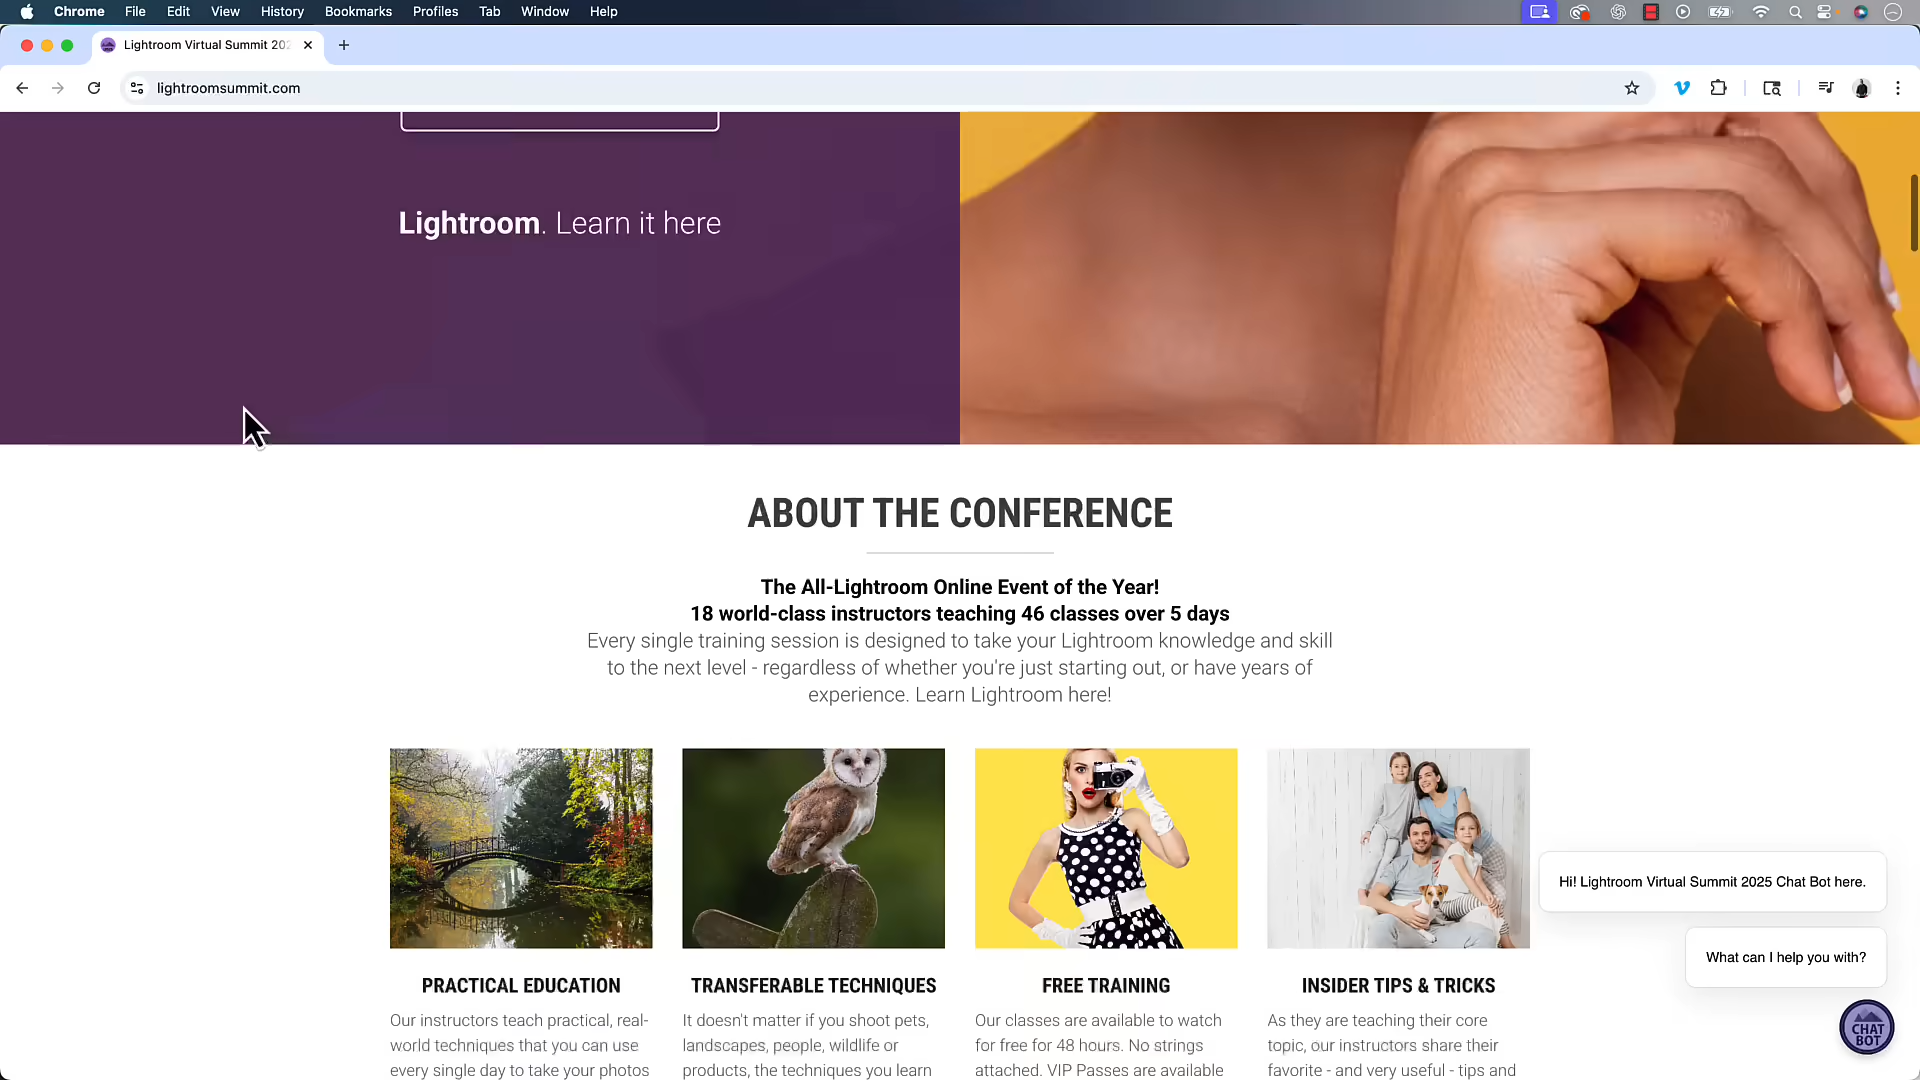 Chrome File Edit View History Bookmarks Profiles Tab Window Help
Lightroom Virtual Summit 202
lightroomsummit.com
Lightroom. Learn it here
ABOUT THE CONFERENCE
The All-Lightroom Online Event of the Year!
18 world-class instructors teaching 46 classes over 5 days
Every single training session is designed to take your Lightroom knowledge and skill
to the next level - regardless of whether you're just starting out, or have years of
experience. Learn Lightroom here!
PRACTICAL EDUCATION
Our instructors teach practical, real-
world techniques that you can use
every single day to take your photos
TRANSFERABLE TECHNIQUES
It doesn't matter if you shoot pets,
landscapes, people, wildlife or
products, the techniques you learn
FREE TRAINING
Our classes are available to watch
for free for 48 hours. No strings
attached. VIP Passes are available
INSIDER TIPS & TRICKS
As they are teaching their core
topic, our instructors share their
favorite - and very useful - tips and
Hi! Lightroom Virtual Summit 2025 Chat Bot here.
What can I help you with?
CHAT
BOT